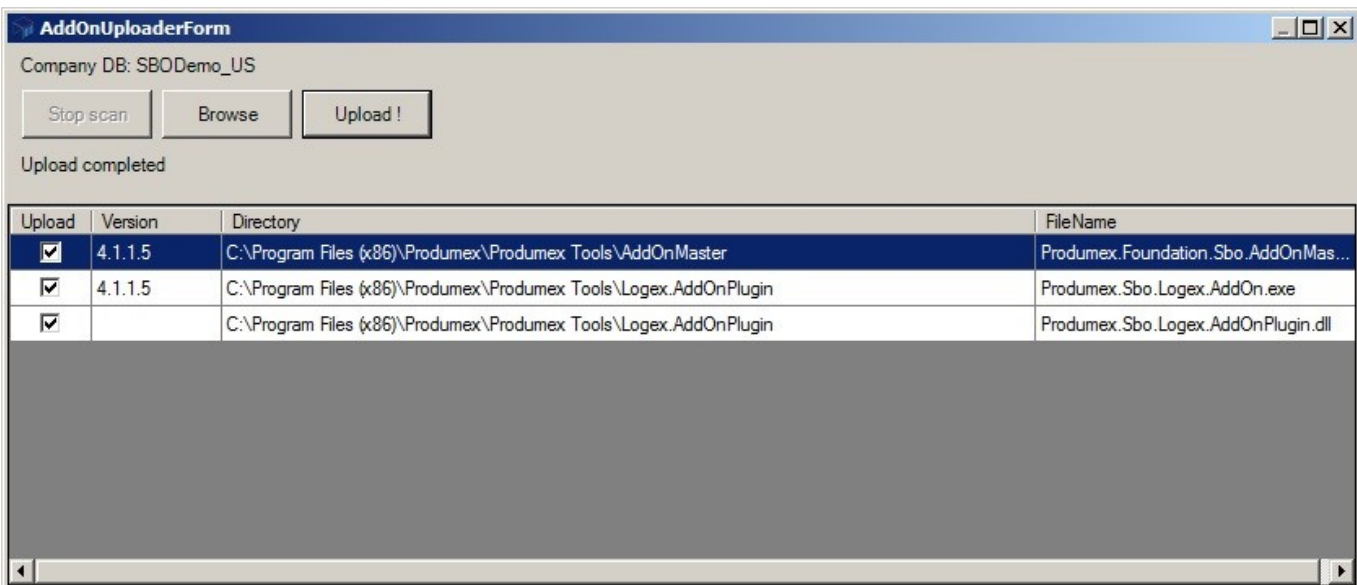 AddOnUploaderForm
Company DB: SBODemo_US
Stop scan Browse Upload !
Upload completed
Upload Version Directory FileName
4.1.1.5 C:\Program Files (x86)\Produmex\Produmex Tools\AddOnMaster Produmex.Foundation.Sbo.AddOnMas...
4.1.1.5 C:\Program Files (x86)\Produmex\Produmex Tools\Logex.AddOnPlugin Produmex.Sbo.Logex.AddOn.exe
C:\Program Files (x86)\Produmex\Produmex Tools\Logex.AddOnPlugin Produmex.Sbo.Logex.AddOnPlugin.dll